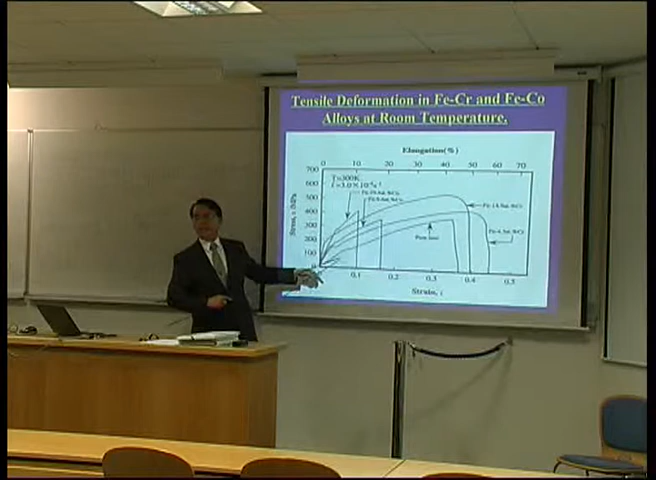 Tensile Deformation in Fe-Cr and Fe-Co
Alloys at Room Temperature.
Elongation(%)
0 10 20 30 40 50 60 70
700
T=300K
600
500
400
300
200
100
0
Pure iron
0.1 0.2 0.3 0.4 0.5
Strain,